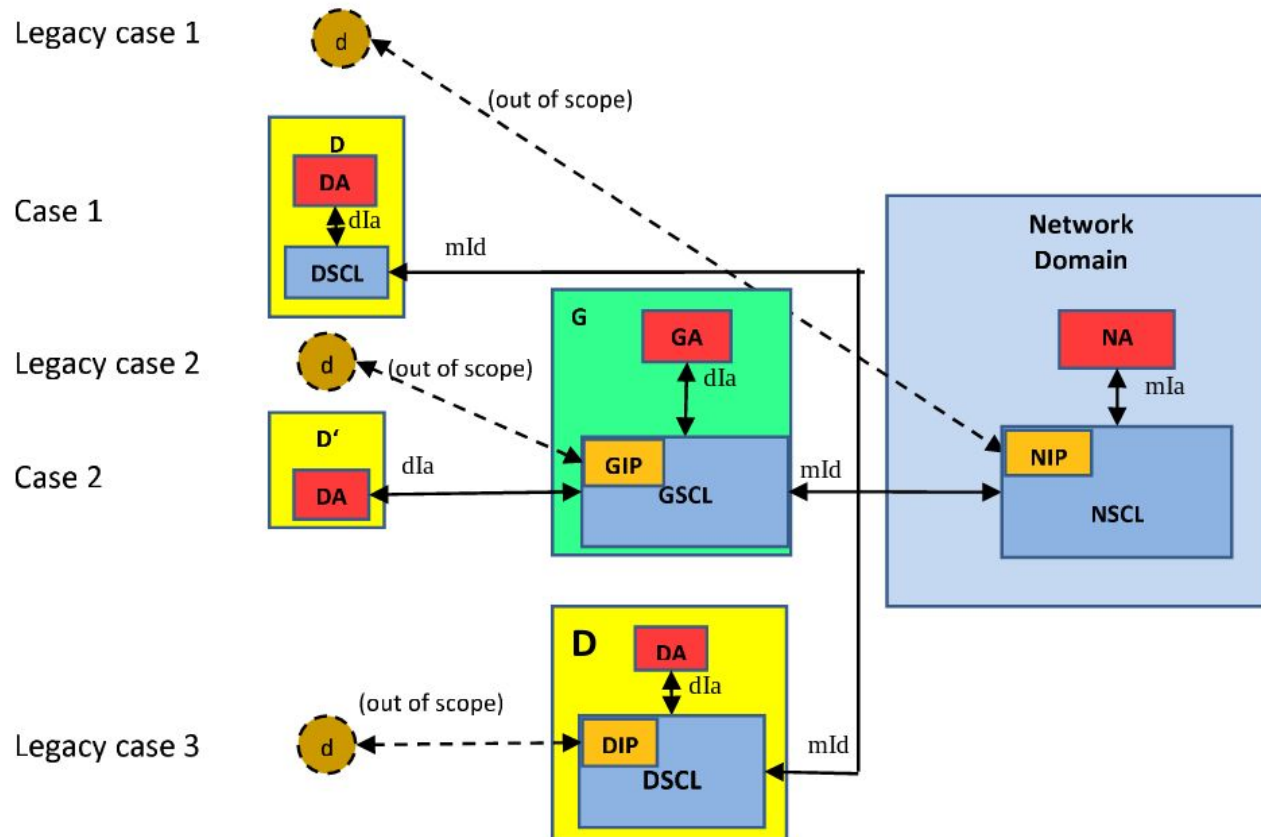 Legacy case 1
d
(out of scope)
D
DA
dIa
DSCL
Case 1
mId
Network
Domain
G
GA
dIa
NA
mIa
Legacy case 2
d
(out of scope)
D‘
DA
Case 2
dIa
GIP
GSCL
mId
NIP
NSCL
D
DA
dIa
Legacy case 3
d
(out of scope)
DIP
DSCL
mId